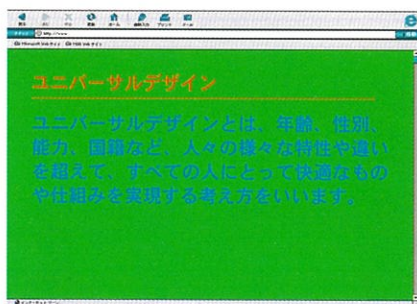 http://www
ユニバーサルデザイン
ユニバーサルデザインとは、年齢、性別、
能力、国籍など、人々の様々な特性や違い
を超えて、すべての人にとって快適なもの
や仕組みを実現する考え方をいいます。